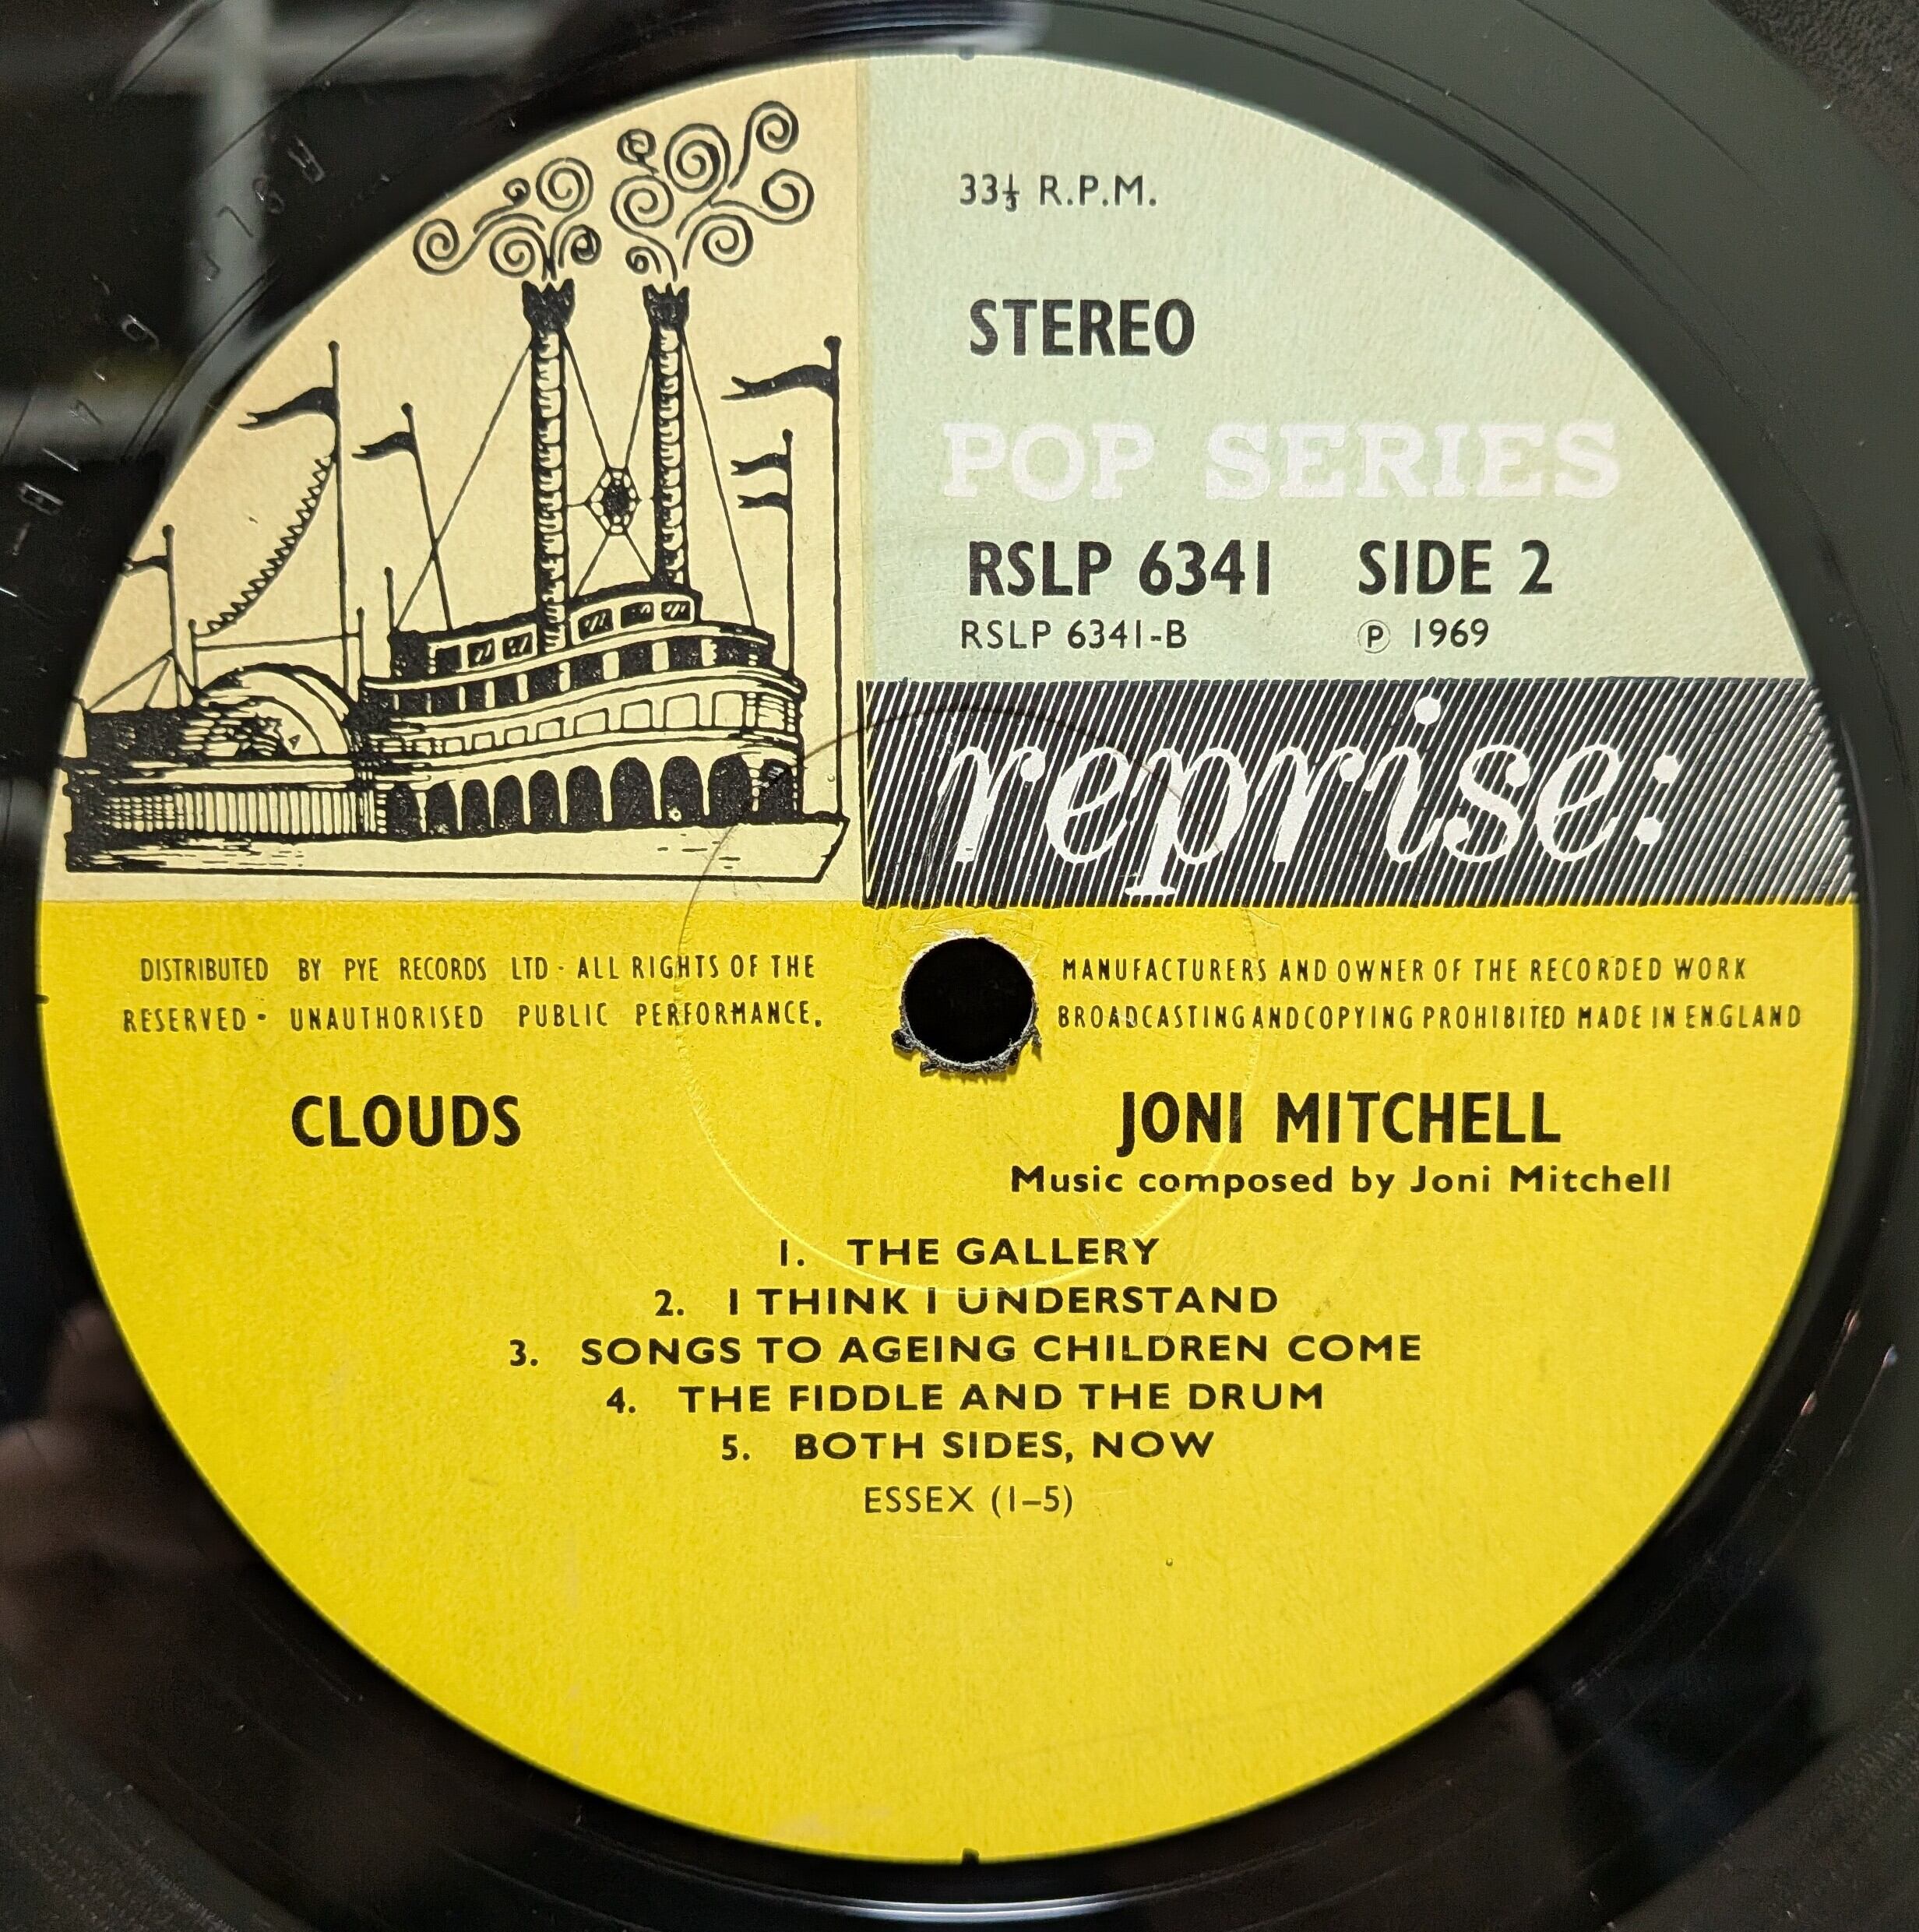 33⅓ R.P.M.
STEREO
POP SERIES
RSLP 6341 SIDE 2
RSLP 6341-B Ⓟ 1969
reprise:
DISTRIBUTED BY PYE RECORDS LTD · ALL RIGHTS OF THE MANUFACTURERS AND OWNER OF THE RECORDED WORK
RESERVED · UNAUTHORISED PUBLIC PERFORMANCE. BROADCASTING AND COPYING PROHIBITED MADE IN ENGLAND
CLOUDS JONI MITCHELL
Music composed by Joni Mitchell
1. THE GALLERY
2. I THINK I UNDERSTAND
3. SONGS TO AGEING CHILDREN COME
4. THE FIDDLE AND THE DRUM
5. BOTH SIDES, NOW
ESSEX (1–5)